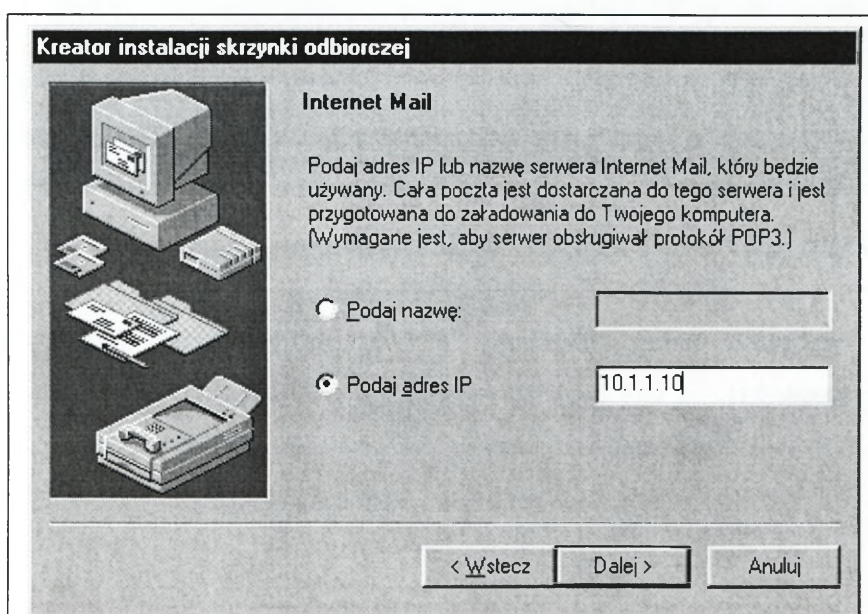 Kreator instalacji skrzynki odbiorczej
Internet Mail
Podaj adres IP lub nazwę serwera Internet Mail, który będzie
używany. Cała poczta jest dostarczana do tego serwera i jest
przygotowana do załadowania do Twojego komputera.
(Wymagane jest, aby serwer obsługiwał protokół POP3.)
Podaj nazwę:
Podaj adres IP
10.1.1.10
< Wstecz
Dalej >
Anuluj